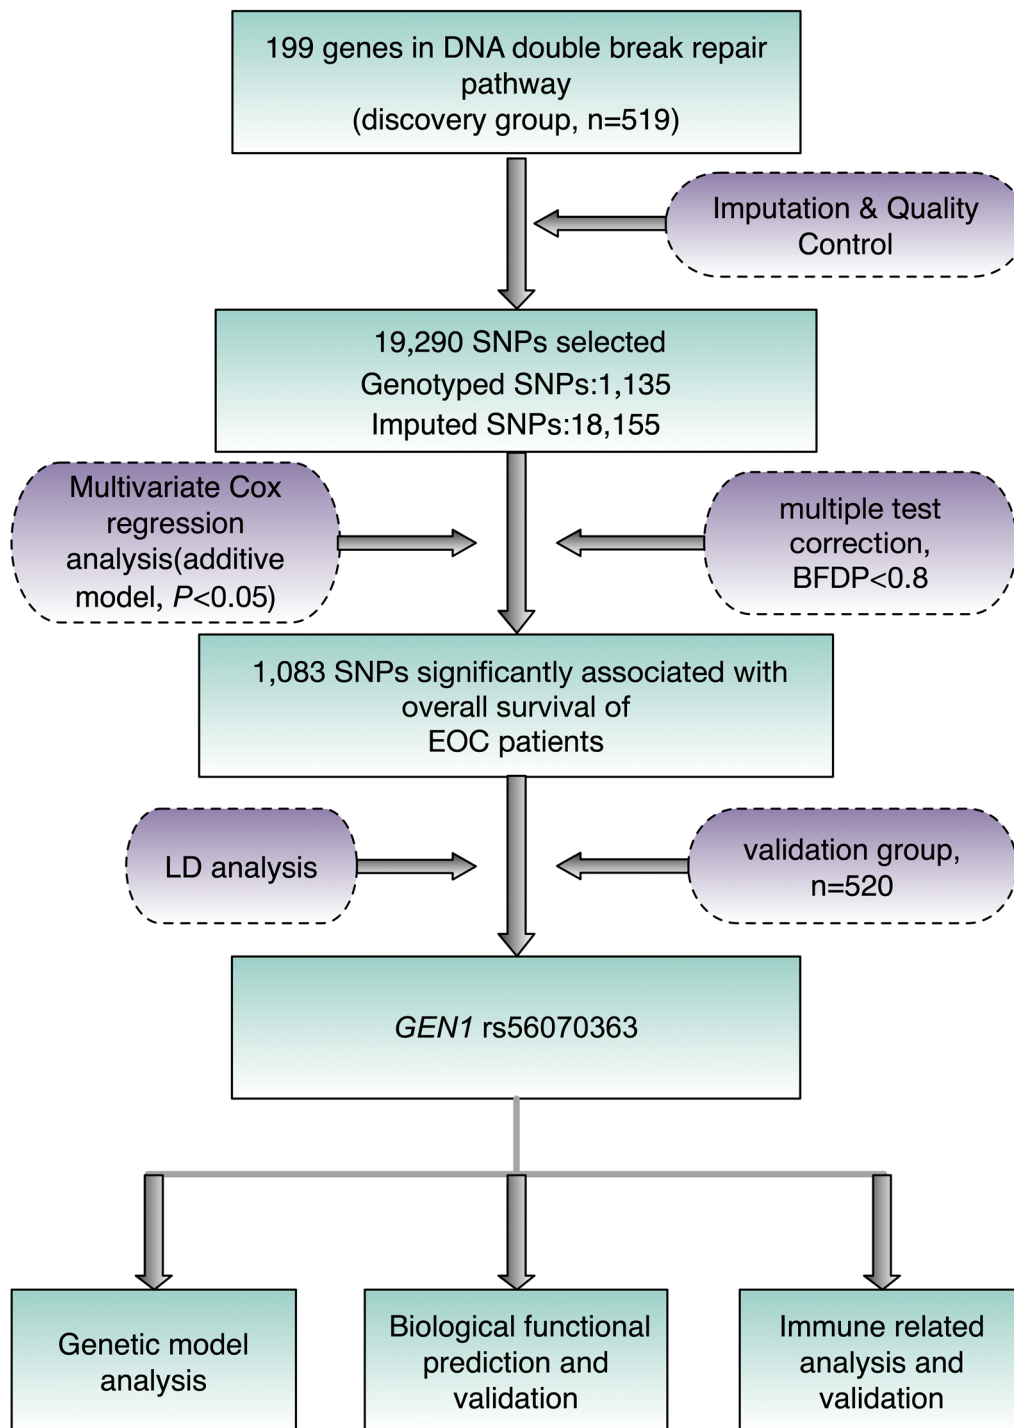 199 genes in DNA double break repair
pathway
(discovery group, n=519)
Imputation & Quality
Control
19,290 SNPs selected
Genotyped SNPs:1,135
Imputed SNPs:18,155
Multivariate Cox
regression
analysis(additive
model, P<0.05)
multiple test
correction,
BFDP<0.8
1,083 SNPs significantly associated with
overall survival of
EOC patients
LD analysis
validation group,
n=520
GEN1 rs56070363
Genetic model
analysis
Biological functional
prediction and
validation
Immune related
analysis and
validation